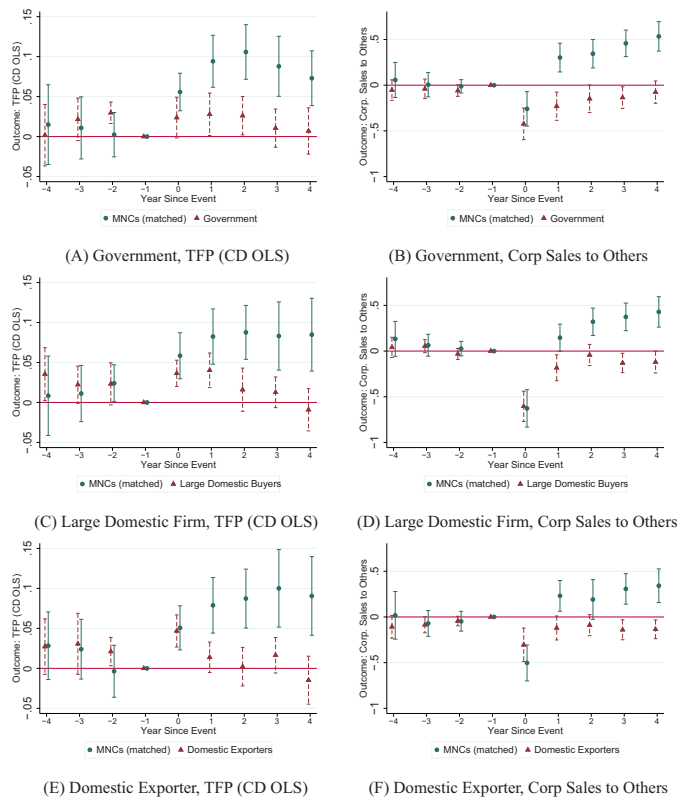 Outcome: TFP (CD OLS)
.15
.1
.05
0
-.05
-4 -3 -2 -1 0 1 2 3 4
Year Since Event
MNCs (matched) Government
(A) Government, TFP (CD OLS)
Outcome: Corp. Sales to Others
.5
0
-.5
-1
-4 -3 -2 -1 0 1 2 3 4
Year Since Event
MNCs (matched) Government
(B) Government, Corp Sales to Others
Outcome: TFP (CD OLS)
.15
.1
.05
0
-.05
-4 -3 -2 -1 0 1 2 3 4
Year Since Event
MNCs (matched) Large Domestic Buyers
(C) Large Domestic Firm, TFP (CD OLS)
Outcome: Corp. Sales to Others
.5
0
-.5
-1
-4 -3 -2 -1 0 1 2 3 4
Year Since Event
MNCs (matched) Large Domestic Buyers
(D) Large Domestic Firm, Corp Sales to Others
Outcome: TFP (CD OLS)
.15
.1
.05
0
-.05
-4 -3 -2 -1 0 1 2 3 4
Year Since Event
MNCs (matched) Domestic Exporters
(E) Domestic Exporter, TFP (CD OLS)
Outcome: Corp. Sales to Others
.5
0
-.5
-1
-4 -3 -2 -1 0 1 2 3 4
Year Since Event
MNCs (matched) Domestic Exporters
(F) Domestic Exporter, Corp Sales to Others